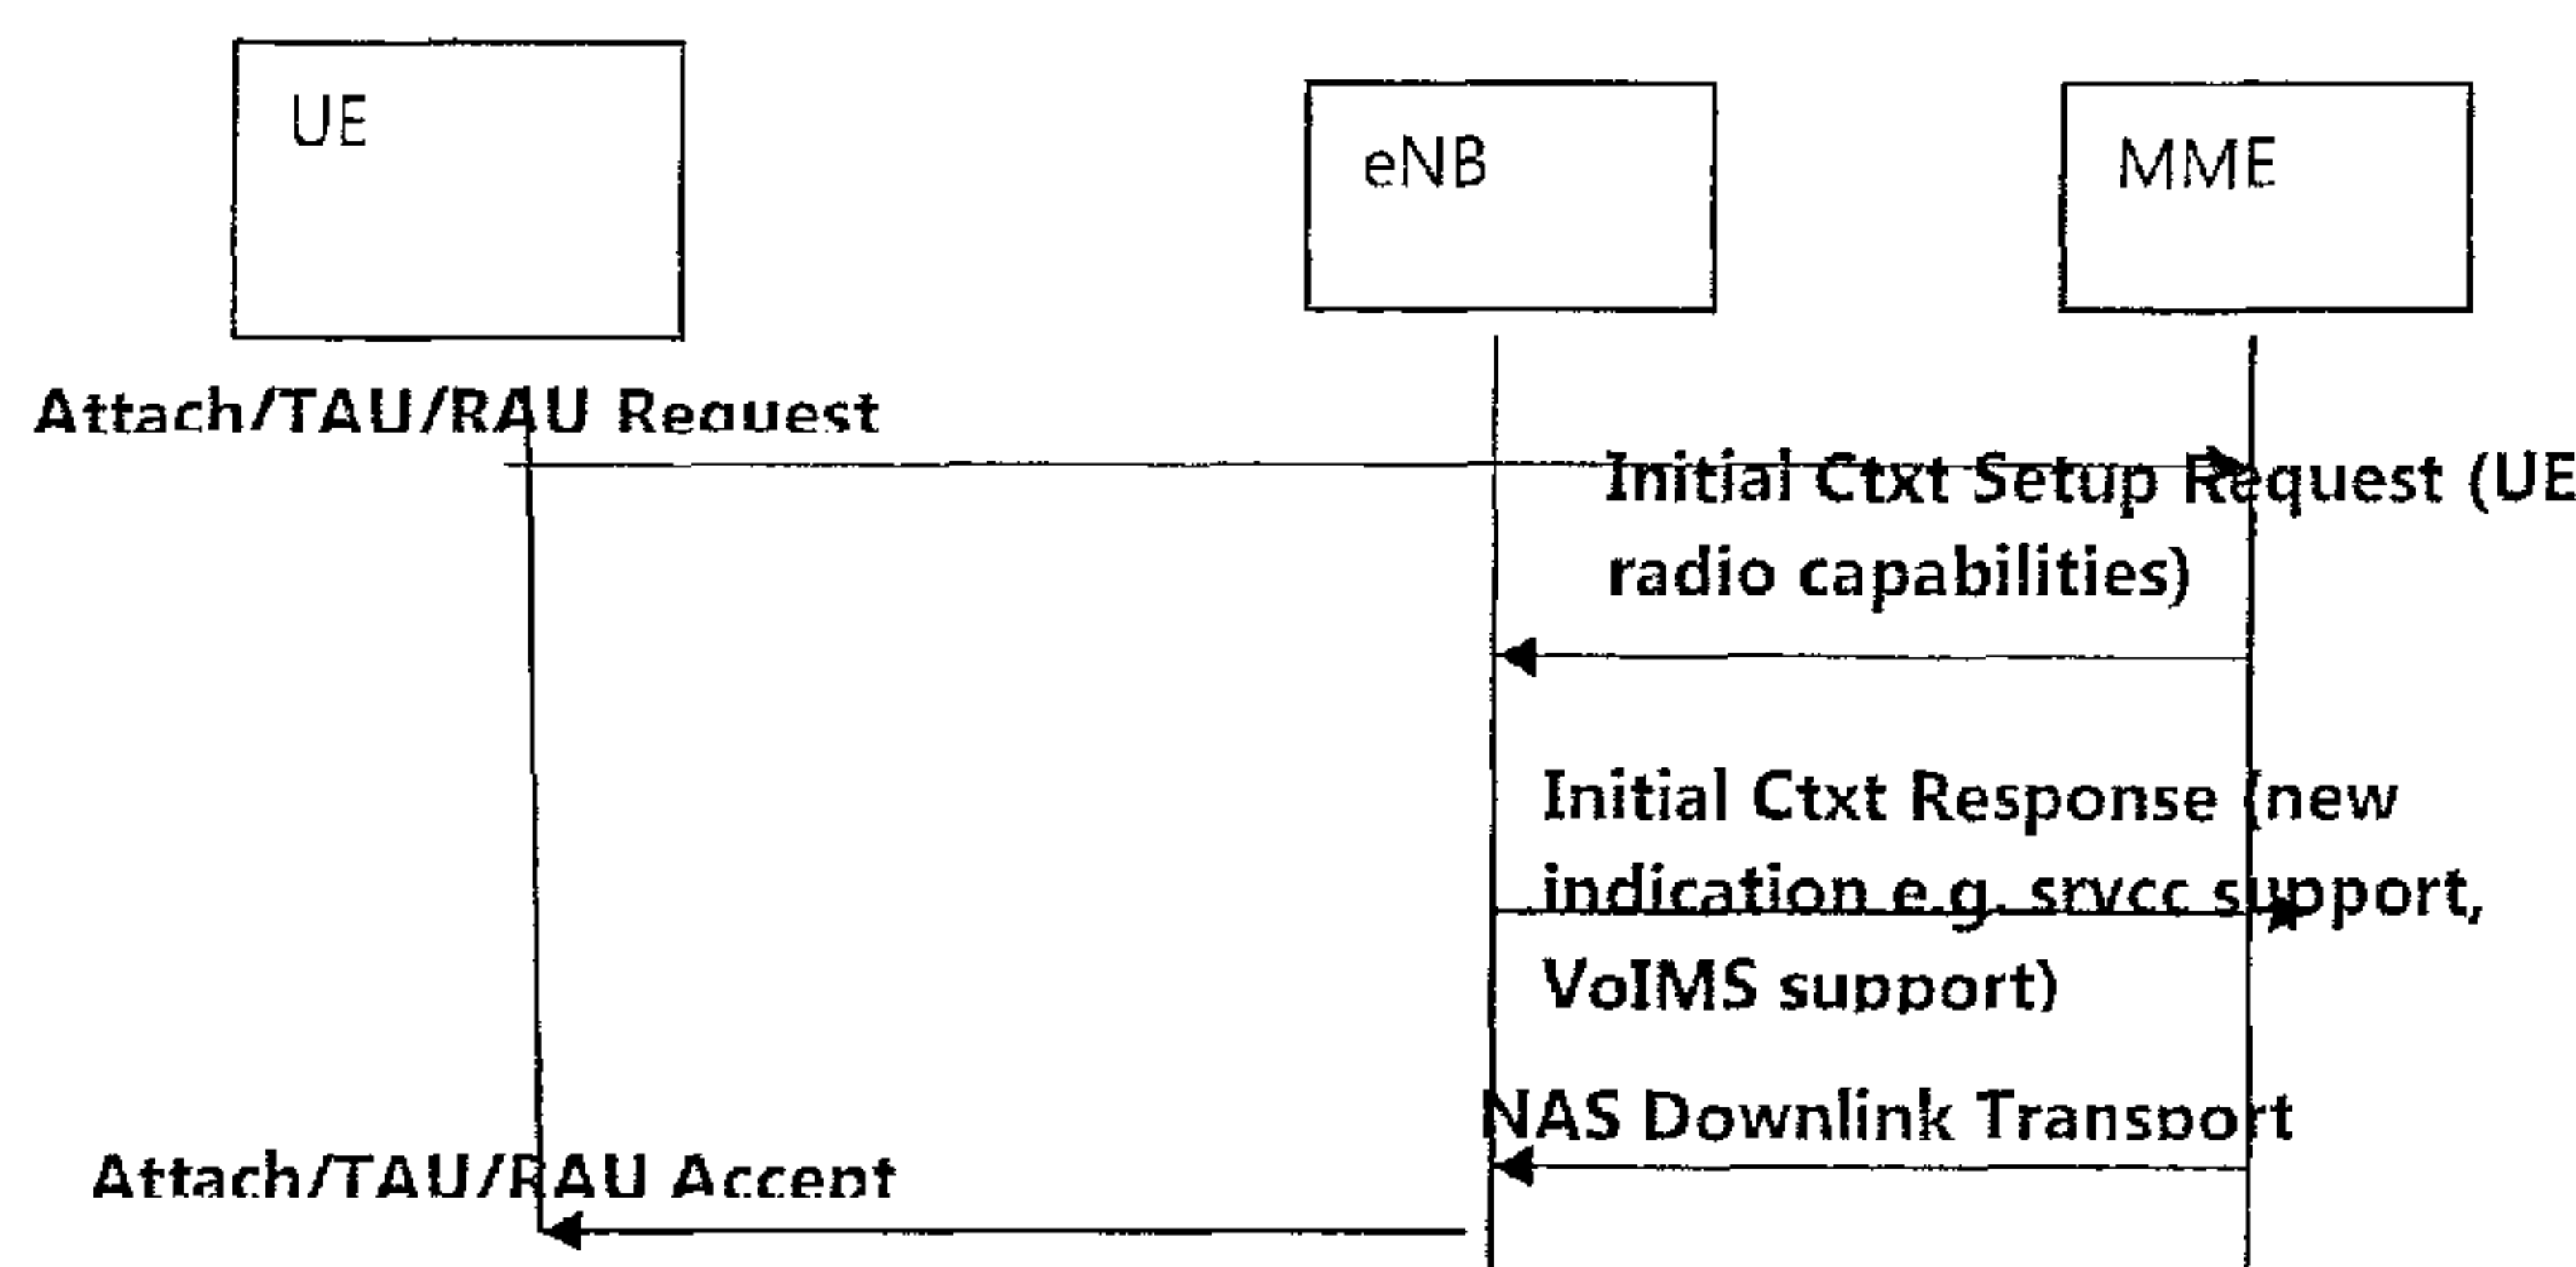 UE
eNB
MME
Attach/TAU/RAU Request
Initial Ctxt Setup Request (UE
radio capabilities)
Initial Ctxt Response (new
indication e.g. srvcc support,
VoIMS support)
NAS Downlink Transport
Attach/TAU/RAU Accept